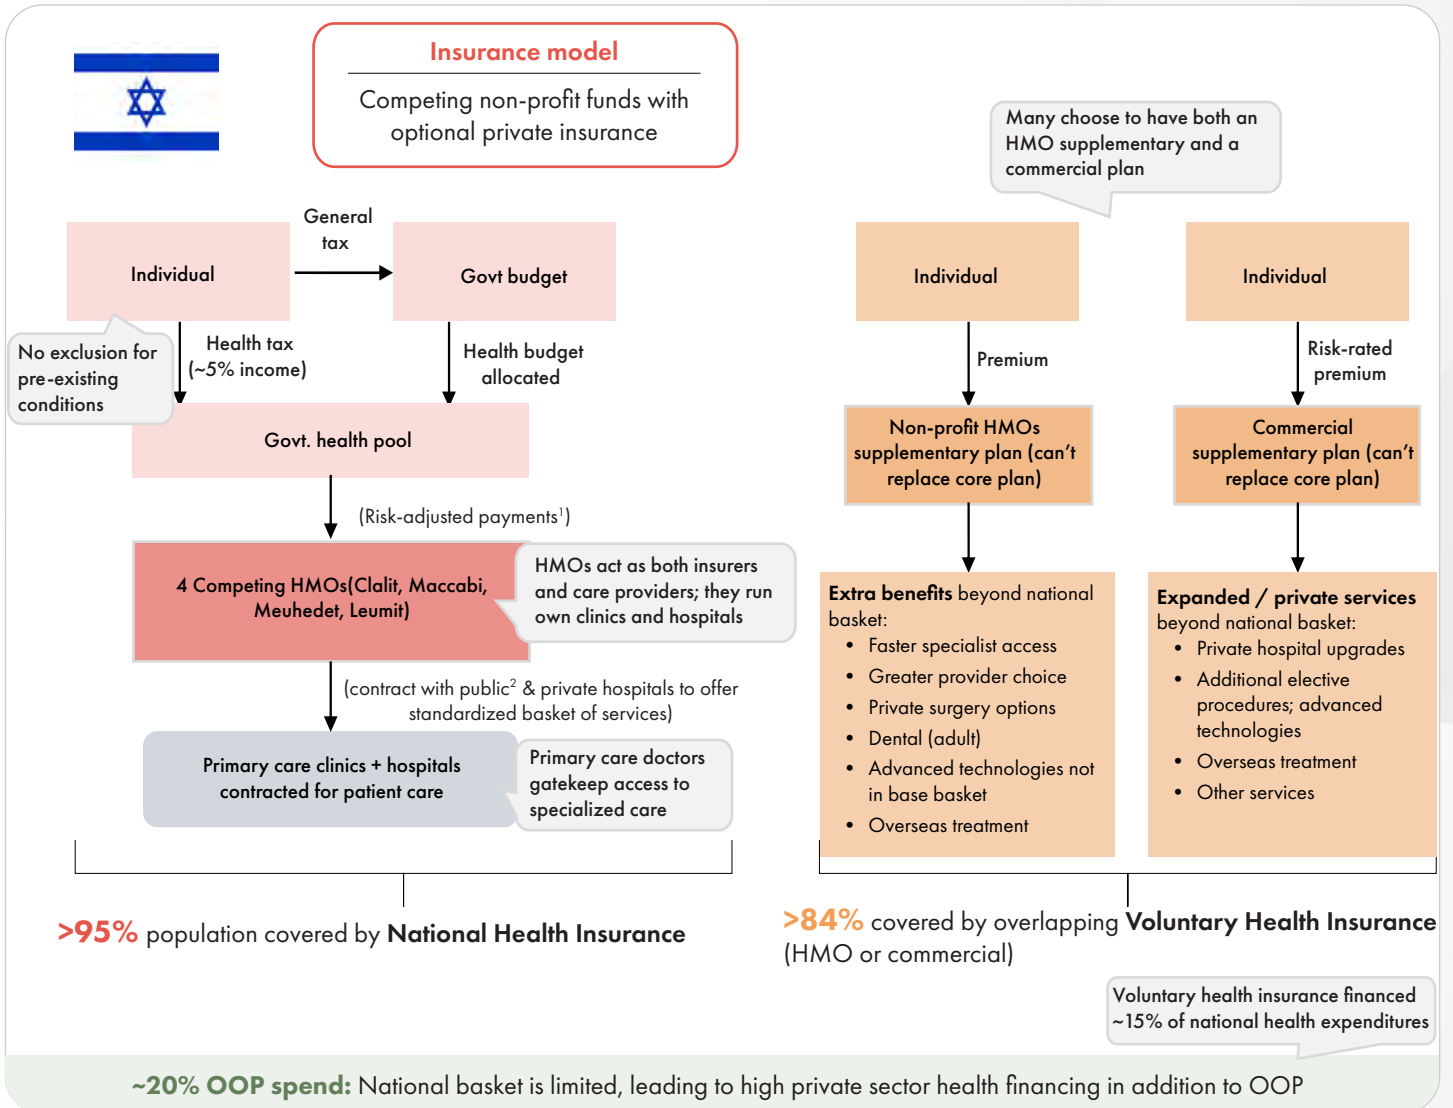 Insurance model
Competing non-profit funds with
optional private insurance
Many choose to have both an
HMO supplementary and a
commercial plan
General
tax
Individual
Govt budget
No exclusion for
pre-existing
conditions
Health tax
(~5% income)
Health budget
allocated
Govt. health pool
(Risk-adjusted payments¹)
4 Competing HMOs(Clalit, Maccabi,
Meuhedet, Leumit)
HMOs act as both insurers
and care providers; they run
own clinics and hospitals
(contract with public² & private hospitals to offer
standardized basket of services)
Primary care clinics + hospitals
contracted for patient care
Primary care doctors
gatekeep access to
specialized care
>95% population covered by National Health Insurance
Individual
Premium
Non-profit HMOs
supplementary plan (can't
replace core plan)
Extra benefits beyond national
basket:
• Faster specialist access
• Greater provider choice
• Private surgery options
• Dental (adult)
• Advanced technologies not
in base basket
• Overseas treatment
Individual
Risk-rated
premium
Commercial
supplementary plan (can't
replace core plan)
Expanded / private services
beyond national basket:
• Private hospital upgrades
• Additional elective
procedures; advanced
technologies
• Overseas treatment
• Other services
>84% covered by overlapping Voluntary Health Insurance
(HMO or commercial)
Voluntary health insurance financed
~15% of national health expenditures
~20% OOP spend: National basket is limited, leading to high private sector health financing in addition to OOP